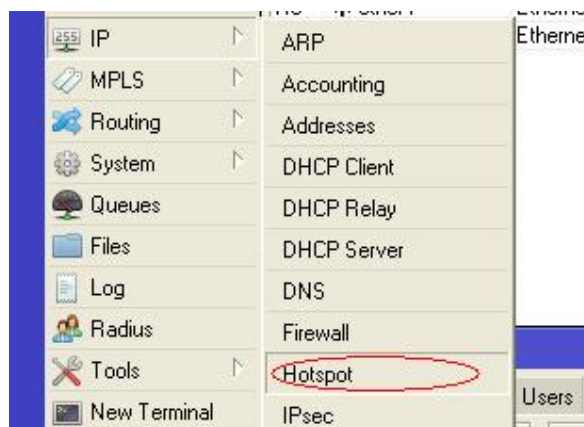 IP
MPLS
Routing
System
Queues
Files
Log
Radius
Tools
New Terminal
ARP
Accounting
Addresses
DHCP Client
DHCP Relay
DHCP Server
DNS
Firewall
Hotspot
IPsec
Etherne
Users